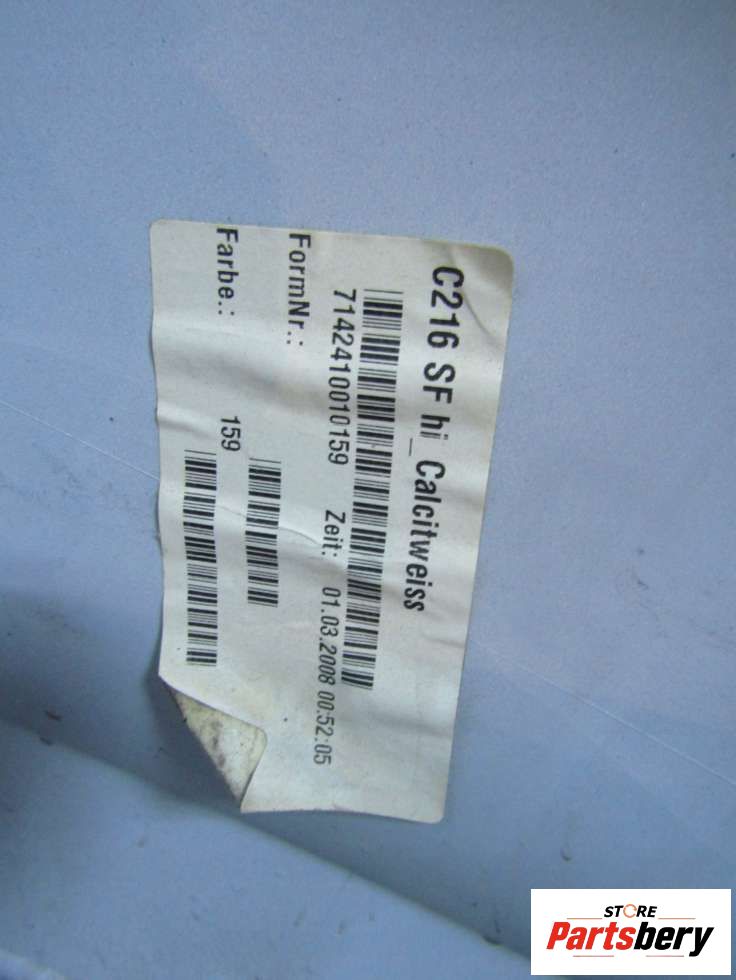 C216 SF hi_Calcitweiss
7142410010159 Zeit: 01.03.2008 00:52:05
FormNr.:
Farbe.: 159
STORE
Partsbery